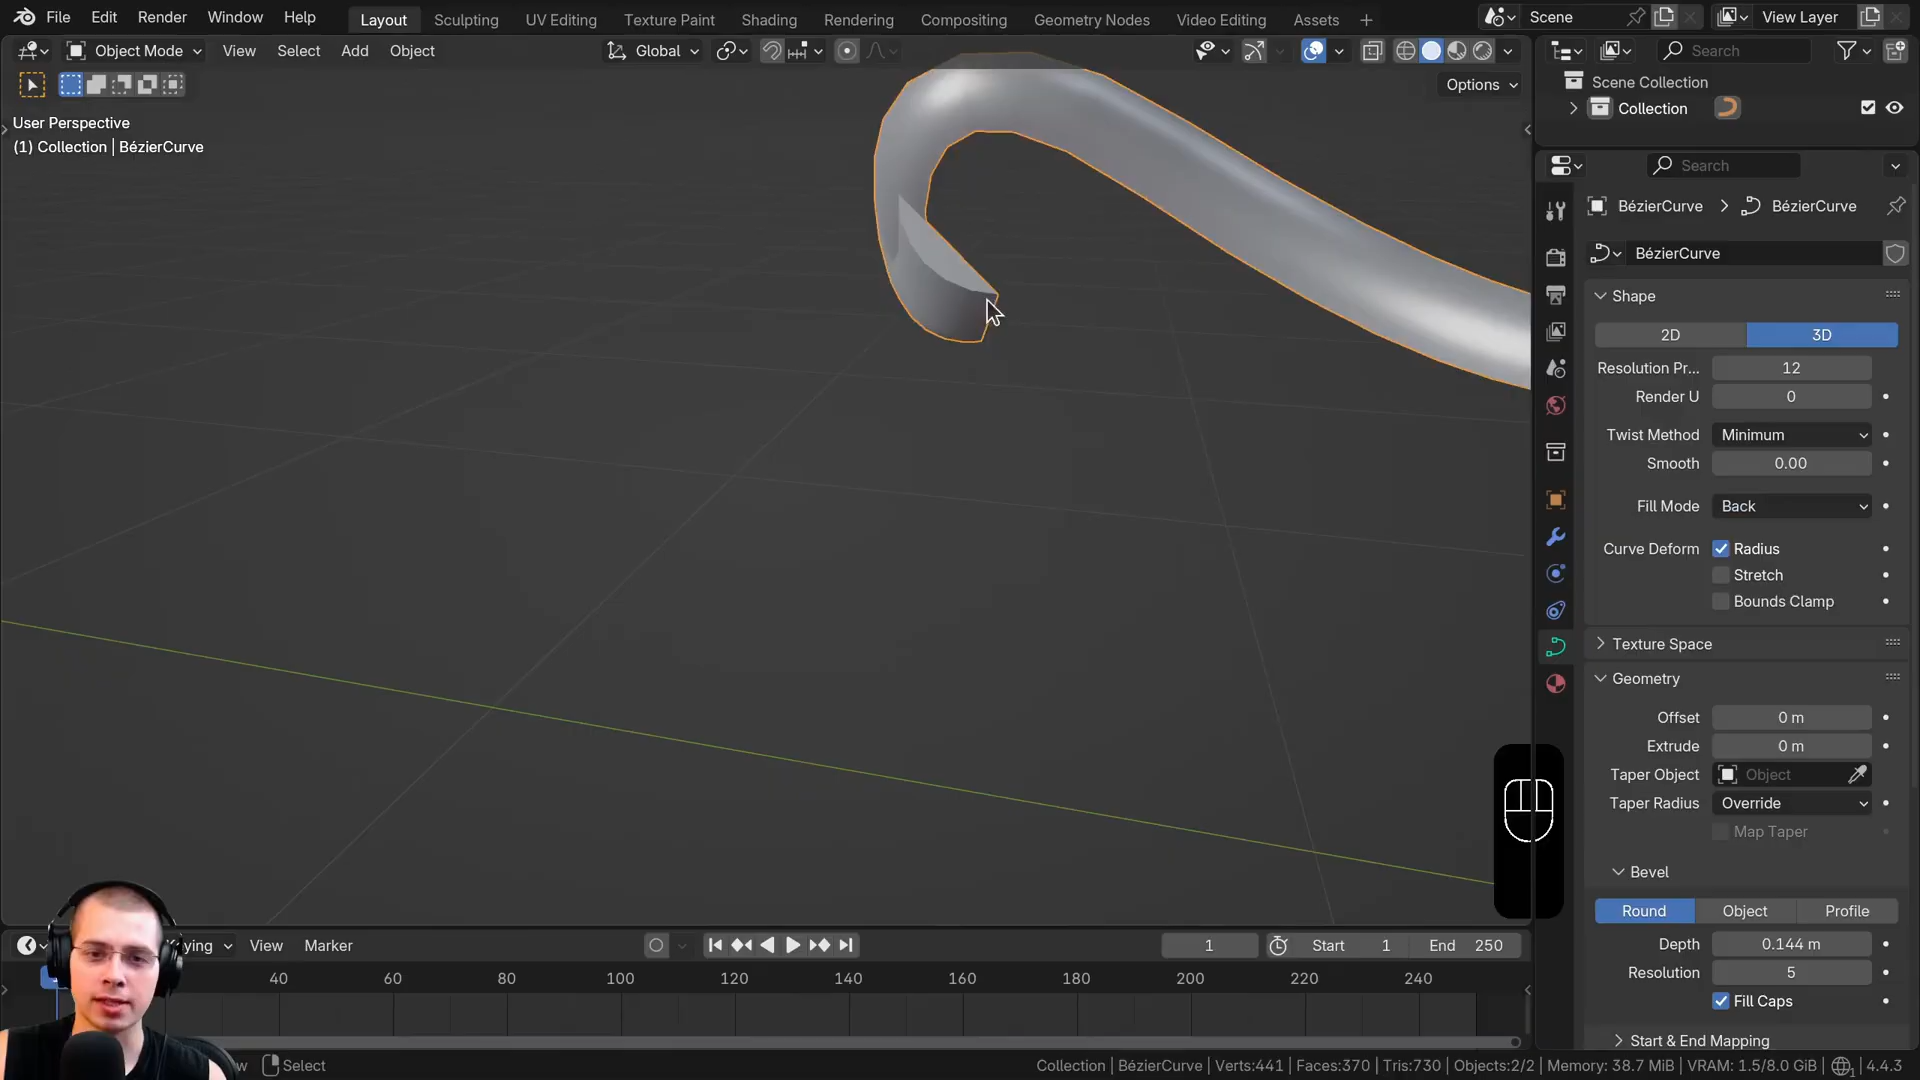 File Edit Render Window Help Layout Sculpting UV Editing Texture Paint Shading Animation Rendering Compositing Geometry Nodes Video Editing Assets + Scene View Layer
Object Mode View Select Add Object Global Search
Options
User Perspective
(1) Collection | BézierCurve
Scene Collection
Collection
Search
BézierCurve > BézierCurve
BézierCurve
Shape
2D 3D
Resolution Pr... 12
Render U 0
Twist Method Minimum
Smooth 0.00
Fill Mode Back
Curve Deform Radius
Stretch
Bounds Clamp
Texture Space
Geometry
Offset 0 m
Extrude 0 m
Taper Object Object
Taper Radius Override
Map Taper
Bevel
Round Object Profile
Depth 0.144 m
Resolution 5
Fill Caps
Start & End Mapping
View Marker 1 Start 1 End 250
40 60 80 100 120 140 160 180 200 220 240
Select Collection | BézierCurve | Verts:441 | Faces:370 | Tris:730 | Objects:2/2 | Memory: 38.7 MiB | VRAM: 1.5/8.0 GiB | 4.4.3